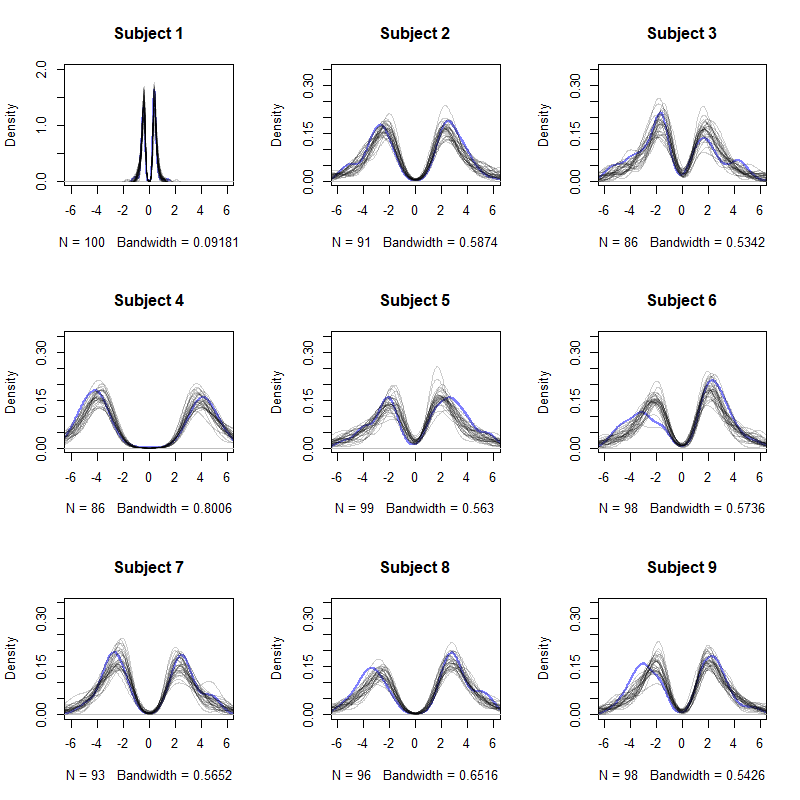 Subject 1
Density
0.0 1.0 2.0
-6 -4 -2 0 2 4 6
N = 100 Bandwidth = 0.09181
Subject 2
Density
0.00 0.15 0.30
-6 -4 -2 0 2 4 6
N = 91 Bandwidth = 0.5874
Subject 3
Density
0.00 0.15 0.30
-6 -4 -2 0 2 4 6
N = 86 Bandwidth = 0.5342
Subject 4
Density
0.00 0.15 0.30
-6 -4 -2 0 2 4 6
N = 86 Bandwidth = 0.8006
Subject 5
Density
0.00 0.15 0.30
-6 -4 -2 0 2 4 6
N = 99 Bandwidth = 0.563
Subject 6
Density
0.00 0.15 0.30
-6 -4 -2 0 2 4 6
N = 98 Bandwidth = 0.5736
Subject 7
Density
0.00 0.15 0.30
-6 -4 -2 0 2 4 6
N = 93 Bandwidth = 0.5652
Subject 8
Density
0.00 0.15 0.30
-6 -4 -2 0 2 4 6
N = 96 Bandwidth = 0.6516
Subject 9
Density
0.00 0.15 0.30
-6 -4 -2 0 2 4 6
N = 98 Bandwidth = 0.5426